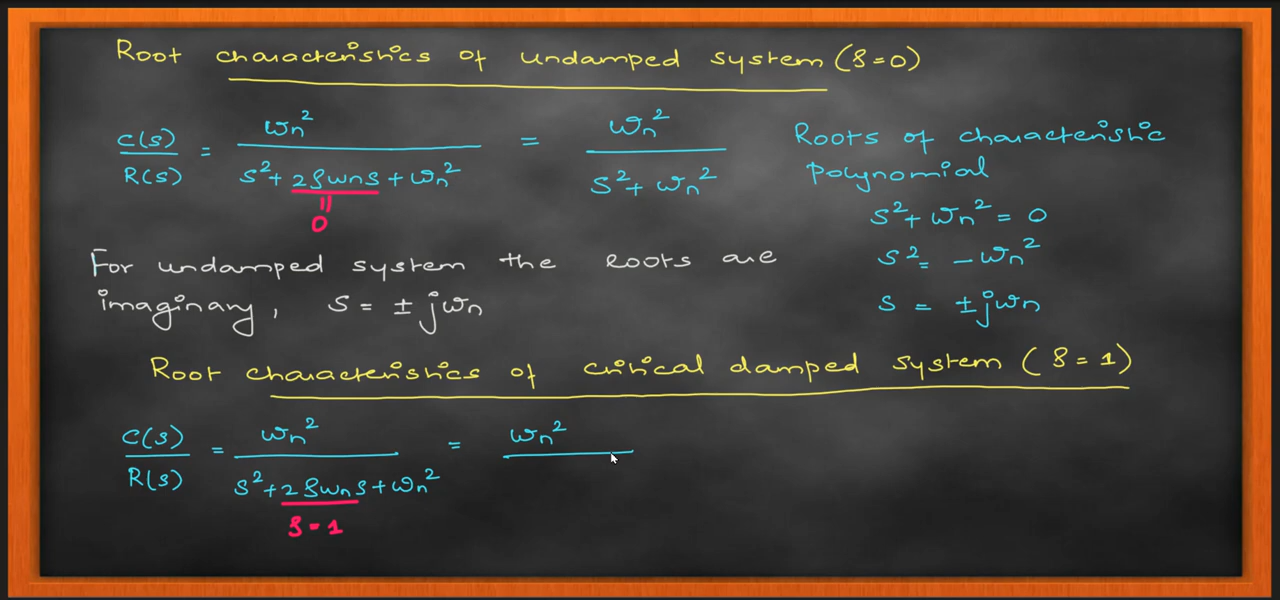 Root characteristics of undamped system (ζ=0)
C(s)/R(s) = ωn²/(s²+2ζωns+ωn²) = ωn²/(s²+ωn²)
0
Roots of characteristic
polynomial
s²+ωn² = 0
s² = -ωn²
s = ±jωn
For undamped system the roots are
imaginary, s = ±jωn
Root characteristics of critical damped system (ζ=1)
C(s)/R(s) = ωn²/(s²+2ζωns+ωn²) = ωn²
ζ=1